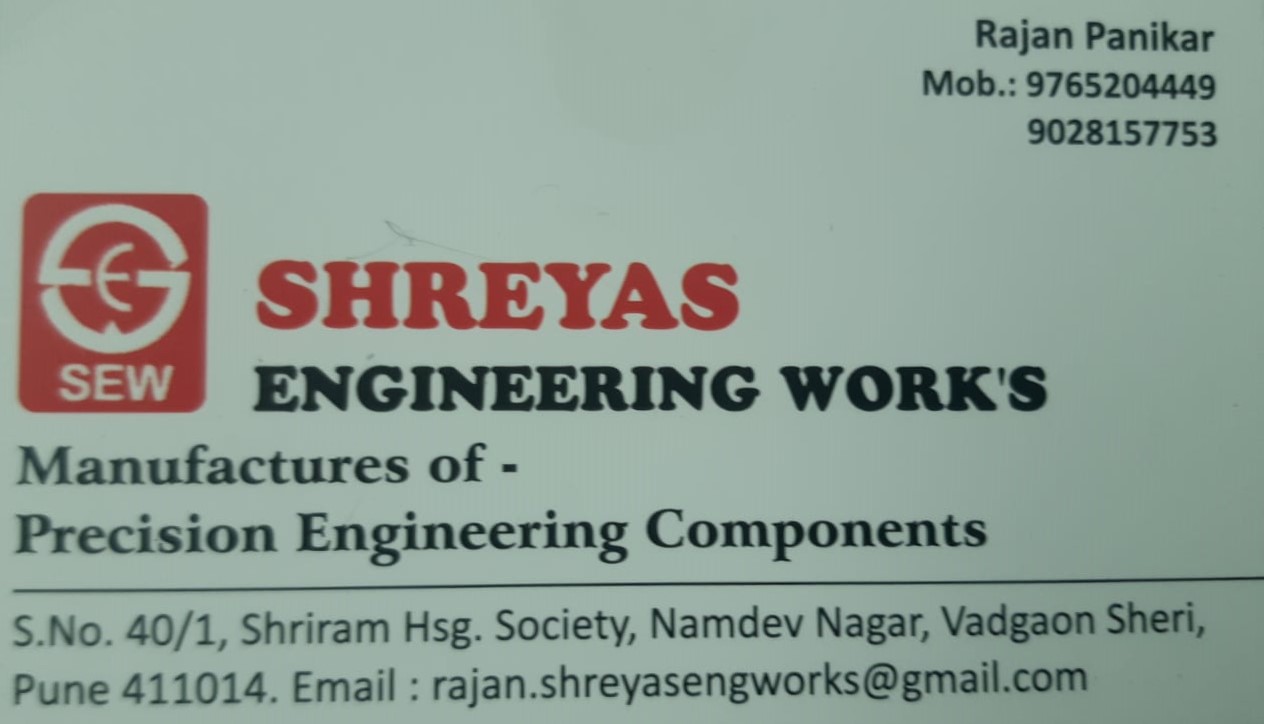 Rajan Panikar
Mob.: 9765204449
9028157753
SEW
SHREYAS
ENGINEERING WORK'S
Manufactures of -
Precision Engineering Components
S.No. 40/1, Shriram Hsg. Society, Namdev Nagar, Vadgaon Sheri,
Pune 411014. Email : rajan.shreyasengworks@gmail.com